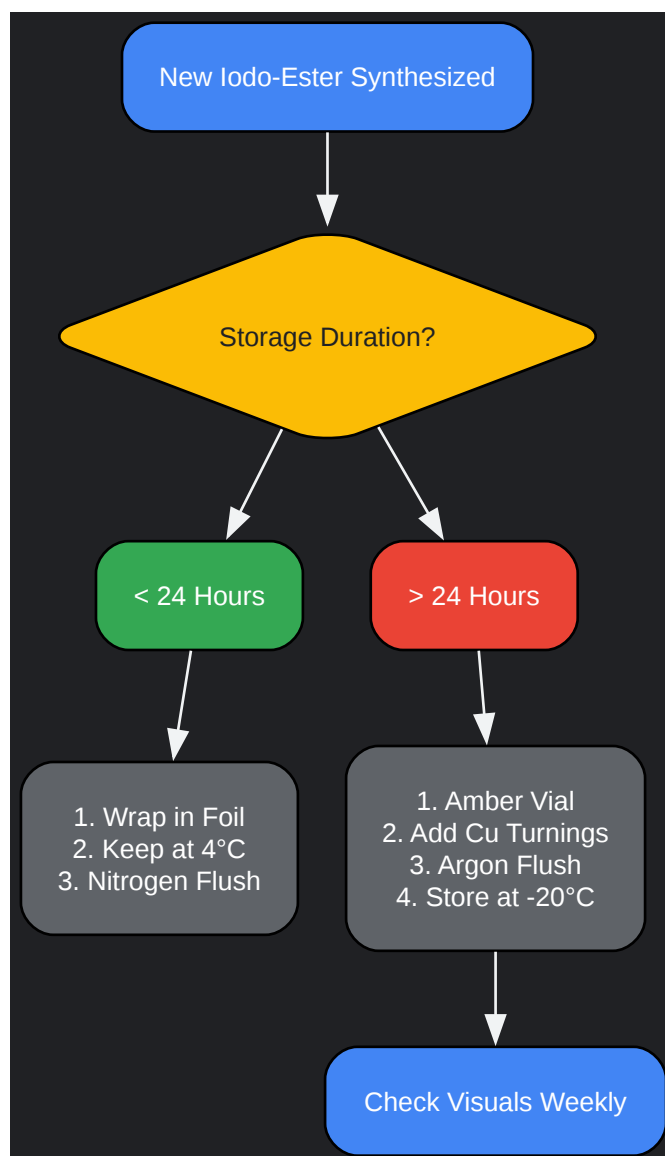 New Iodo-Ester Synthesized
Storage Duration?
< 24 Hours
> 24 Hours
1. Wrap in Foil
2. Keep at 4°C
3. Nitrogen Flush
1. Amber Vial
2. Add Cu Turnings
3. Argon Flush
4. Store at -20°C
Check Visuals Weekly